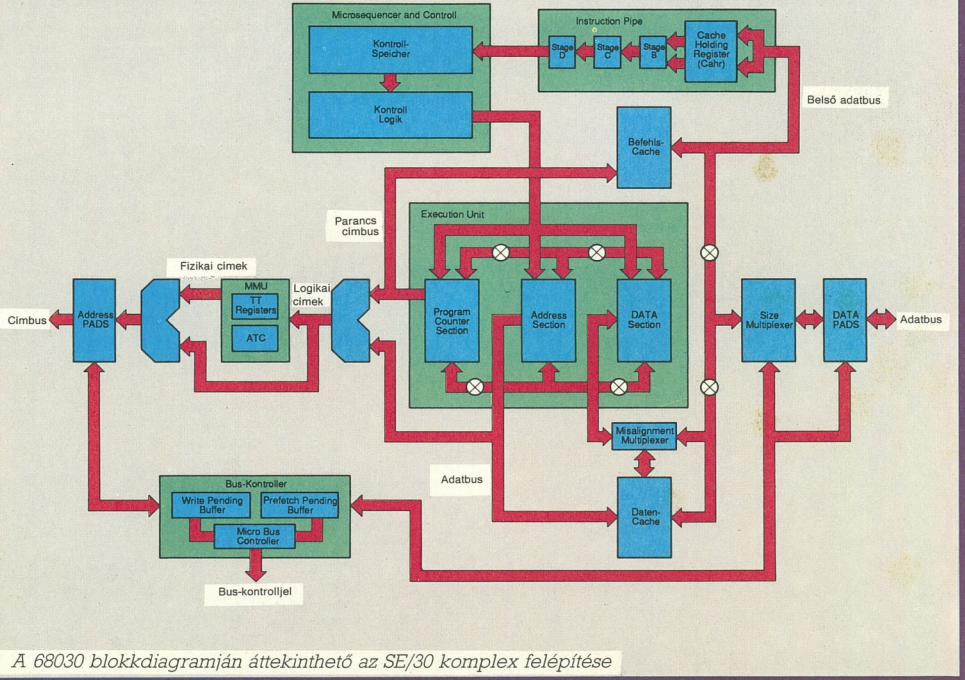 Microsequencer and Controll
Kontroll-
Speicher
Kontroll
Logik
Instruction Pipe
Stage
D
Stage
C
Stage
B
Cache
Holding
Register
(Cahr)
Belső adatbus
Befehls-
Cache
Parancs
cimbus
Execution Unit
Fizikai cimek
MMU
TT
Registers
ATC
Logikai
címek
Cimbus
Address
PADS
Program
Counter
Section
Address
Section
DATA
Section
Size
Multiplexer
DATA
PADS
Adatbus
Misalignment
Multiplexer
Adatbus
Daten-
Cache
Bus-Kontroller
Write Pending
Buffer
Prefetch Pending
Buffer
Micro Bus
Controller
Bus-kontrolljel
A 68030 blokkdiagramján áttekinthető az SE/30 komplex felépítése